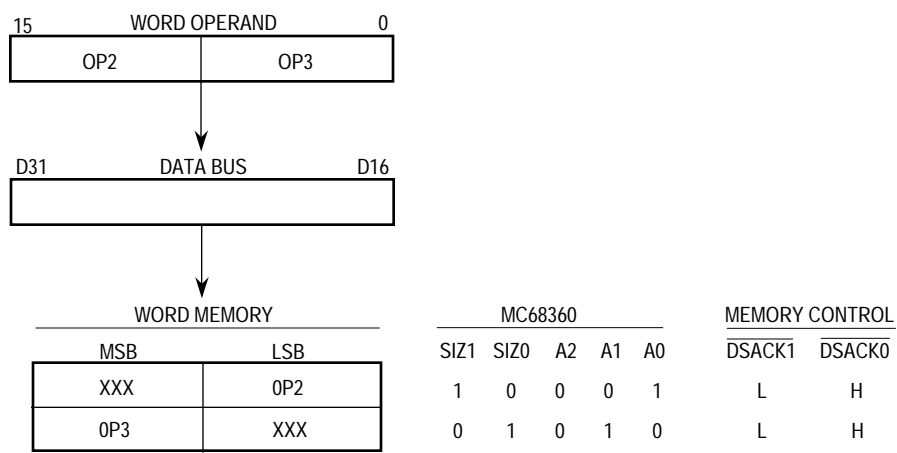 15 WORD OPERAND 0
OP2 OP3
D31 DATA BUS D16
WORD MEMORY MC68360 MEMORY CONTROL
MSB LSB SIZ1 SIZ0 A2 A1 A0 DSACK1 DSACK0
XXX 0P2 1 0 0 0 1 L H
0P3 XXX 0 1 0 1 0 L H